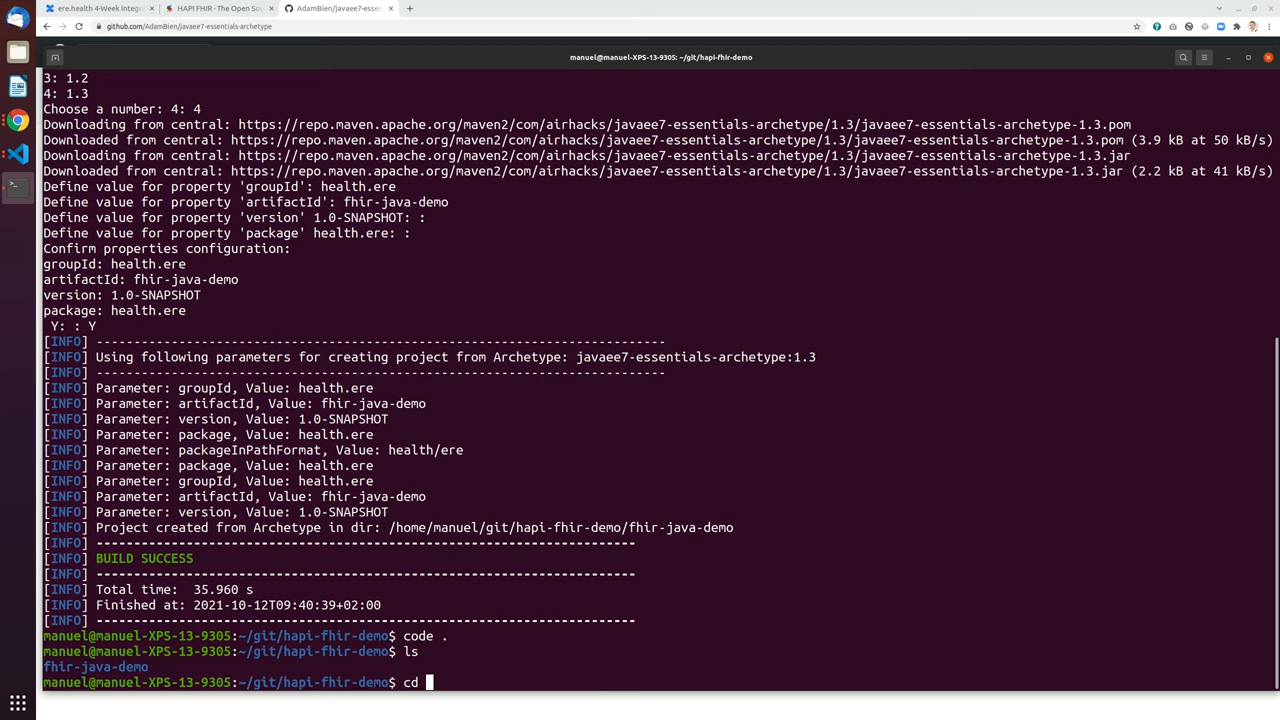 ere.health 4-Week Integr
HAPI FHIR - The Open Sou
AdamBien/javaee7-essenti
github.com/AdamBien/javaee7-essentials-archetype
manuel@manuel-XPS-13-9305: ~/git/hapi-fhir-demo
3: 1.2
4: 1.3
Choose a number: 4: 4
Downloading from central: https://repo.maven.apache.org/maven2/com/airhacks/javaee7-essentials-archetype/1.3/javaee7-essentials-archetype-1.3.pom
Downloaded from central: https://repo.maven.apache.org/maven2/com/airhacks/javaee7-essentials-archetype/1.3/javaee7-essentials-archetype-1.3.pom (3.9 kB at 50 kB/s)
Downloading from central: https://repo.maven.apache.org/maven2/com/airhacks/javaee7-essentials-archetype/1.3/javaee7-essentials-archetype-1.3.jar
Downloaded from central: https://repo.maven.apache.org/maven2/com/airhacks/javaee7-essentials-archetype/1.3/javaee7-essentials-archetype-1.3.jar (2.2 kB at 41 kB/s)
Define value for property 'groupId': health.ere
Define value for property 'artifactId': fhir-java-demo
Define value for property 'version' 1.0-SNAPSHOT: :
Define value for property 'package' health.ere: :
Confirm properties configuration:
groupId: health.ere
artifactId: fhir-java-demo
version: 1.0-SNAPSHOT
package: health.ere
Y: : Y
[INFO] ----------------------------------------------------------------------------
[INFO] Using following parameters for creating project from Archetype: javaee7-essentials-archetype:1.3
[INFO] ----------------------------------------------------------------------------
[INFO] Parameter: groupId, Value: health.ere
[INFO] Parameter: artifactId, Value: fhir-java-demo
[INFO] Parameter: version, Value: 1.0-SNAPSHOT
[INFO] Parameter: package, Value: health.ere
[INFO] Parameter: packageInPathFormat, Value: health/ere
[INFO] Parameter: package, Value: health.ere
[INFO] Parameter: groupId, Value: health.ere
[INFO] Parameter: artifactId, Value: fhir-java-demo
[INFO] Parameter: version, Value: 1.0-SNAPSHOT
[INFO] Project created from Archetype in dir: /home/manuel/git/hapi-fhir-demo/fhir-java-demo
[INFO] ------------------------------------------------------------------------
[INFO] BUILD SUCCESS
[INFO] ------------------------------------------------------------------------
[INFO] Total time:  35.960 s
[INFO] Finished at: 2021-10-12T09:40:39+02:00
[INFO] ------------------------------------------------------------------------
manuel@manuel-XPS-13-9305:~/git/hapi-fhir-demo$ code .
manuel@manuel-XPS-13-9305:~/git/hapi-fhir-demo$ ls
fhir-java-demo
manuel@manuel-XPS-13-9305:~/git/hapi-fhir-demo$ cd